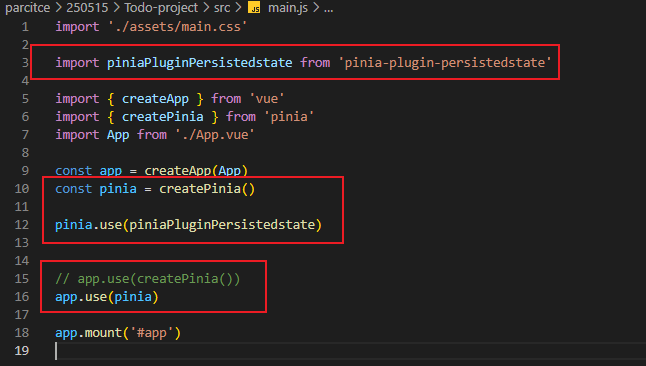 parcitce > 250515 > Todo-project > src > JS main.js > ...
1 import './assets/main.css'
2
3 import piniaPluginPersistedstate from 'pinia-plugin-persistedstate'
4
5 import { createApp } from 'vue'
6 import { createPinia } from 'pinia'
7 import App from './App.vue'
8
9 const app = createApp(App)
10 const pinia = createPinia()
11
12 pinia.use(piniaPluginPersistedstate)
13
14
15 // app.use(createPinia())
16 app.use(pinia)
17
18 app.mount('#app')
19